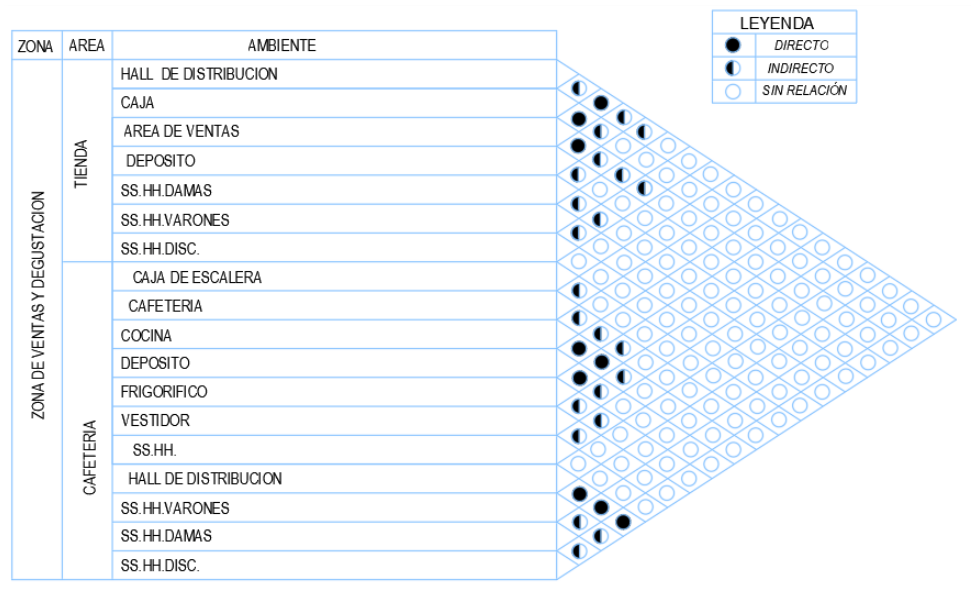 LEYENDA
DIRECTO
INDIRECTO
SIN RELACIÓN
ZONA AREA AMBIENTE
ZONA DE VENTAS Y DEGUSTACION
TIENDA
HALL DE DISTRIBUCION
CAJA
AREA DE VENTAS
DEPOSITO
SS.HH.DAMAS
SS.HH.VARONES
SS.HH.DISC.
CAFETERIA
CAJA DE ESCALERA
CAFETERIA
COCINA
DEPOSITO
FRIGORIFICO
VESTIDOR
SS.HH.
HALL DE DISTRIBUCION
SS.HH.VARONES
SS.HH.DAMAS
SS.HH.DISC.